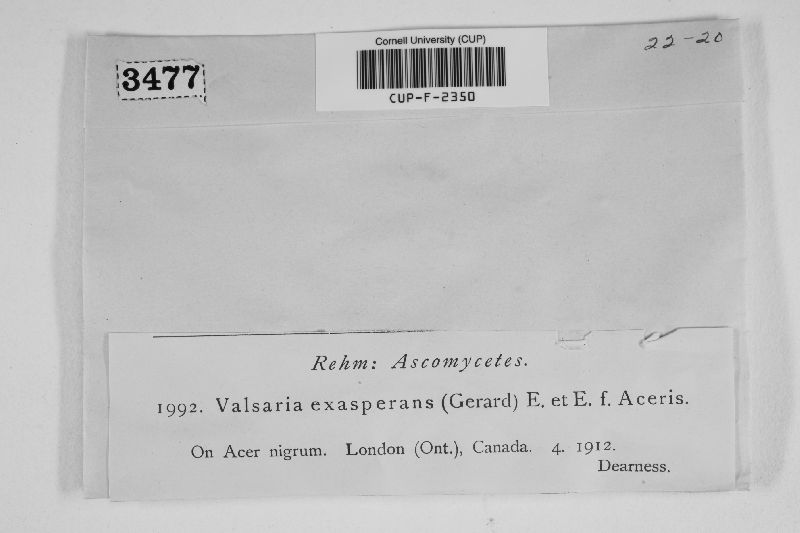 Cornell University (CUP)
22-20
3477
CUP-F-2350
Rehm: Ascomycetes.
1992. Valsaria exasperans (Gerard) E. et E. f. Aceris.
On Acer nigrum. London (Ont.), Canada. 4. 1912.
Dearness.